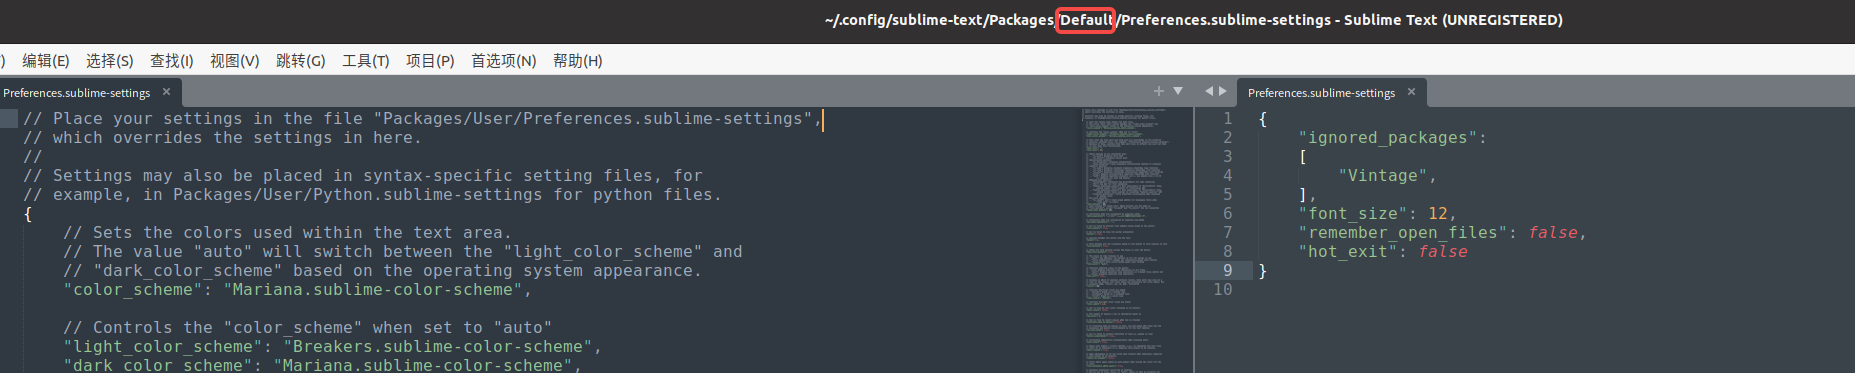 ~/.config/sublime-text/Packages/Default/Preferences.sublime-settings - Sublime Text (UNREGISTERED)
) 编辑(E) 选择(S) 查找(I) 视图(V) 跳转(G) 工具(T) 项目(P) 首选项(N) 帮助(H)
Preferences.sublime-settings
// Place your settings in the file "Packages/User/Preferences.sublime-settings",
// which overrides the settings in here.
//
// Settings may also be placed in syntax-specific setting files, for
// example, in Packages/User/Python.sublime-settings for python files.
{
// Sets the colors used within the text area.
// The value "auto" will switch between the "light_color_scheme" and
// "dark_color_scheme" based on the operating system appearance.
"color_scheme": "Mariana.sublime-color-scheme",
// Controls the "color_scheme" when set to "auto"
"light_color_scheme": "Breakers.sublime-color-scheme",
"dark_color_scheme": "Mariana.sublime-color-scheme",
Preferences.sublime-settings
1 {
2 "ignored_packages":
3 [
4 "Vintage",
5 ],
6 "font_size": 12,
7 "remember_open_files": false,
8 "hot_exit": false
9 }
10